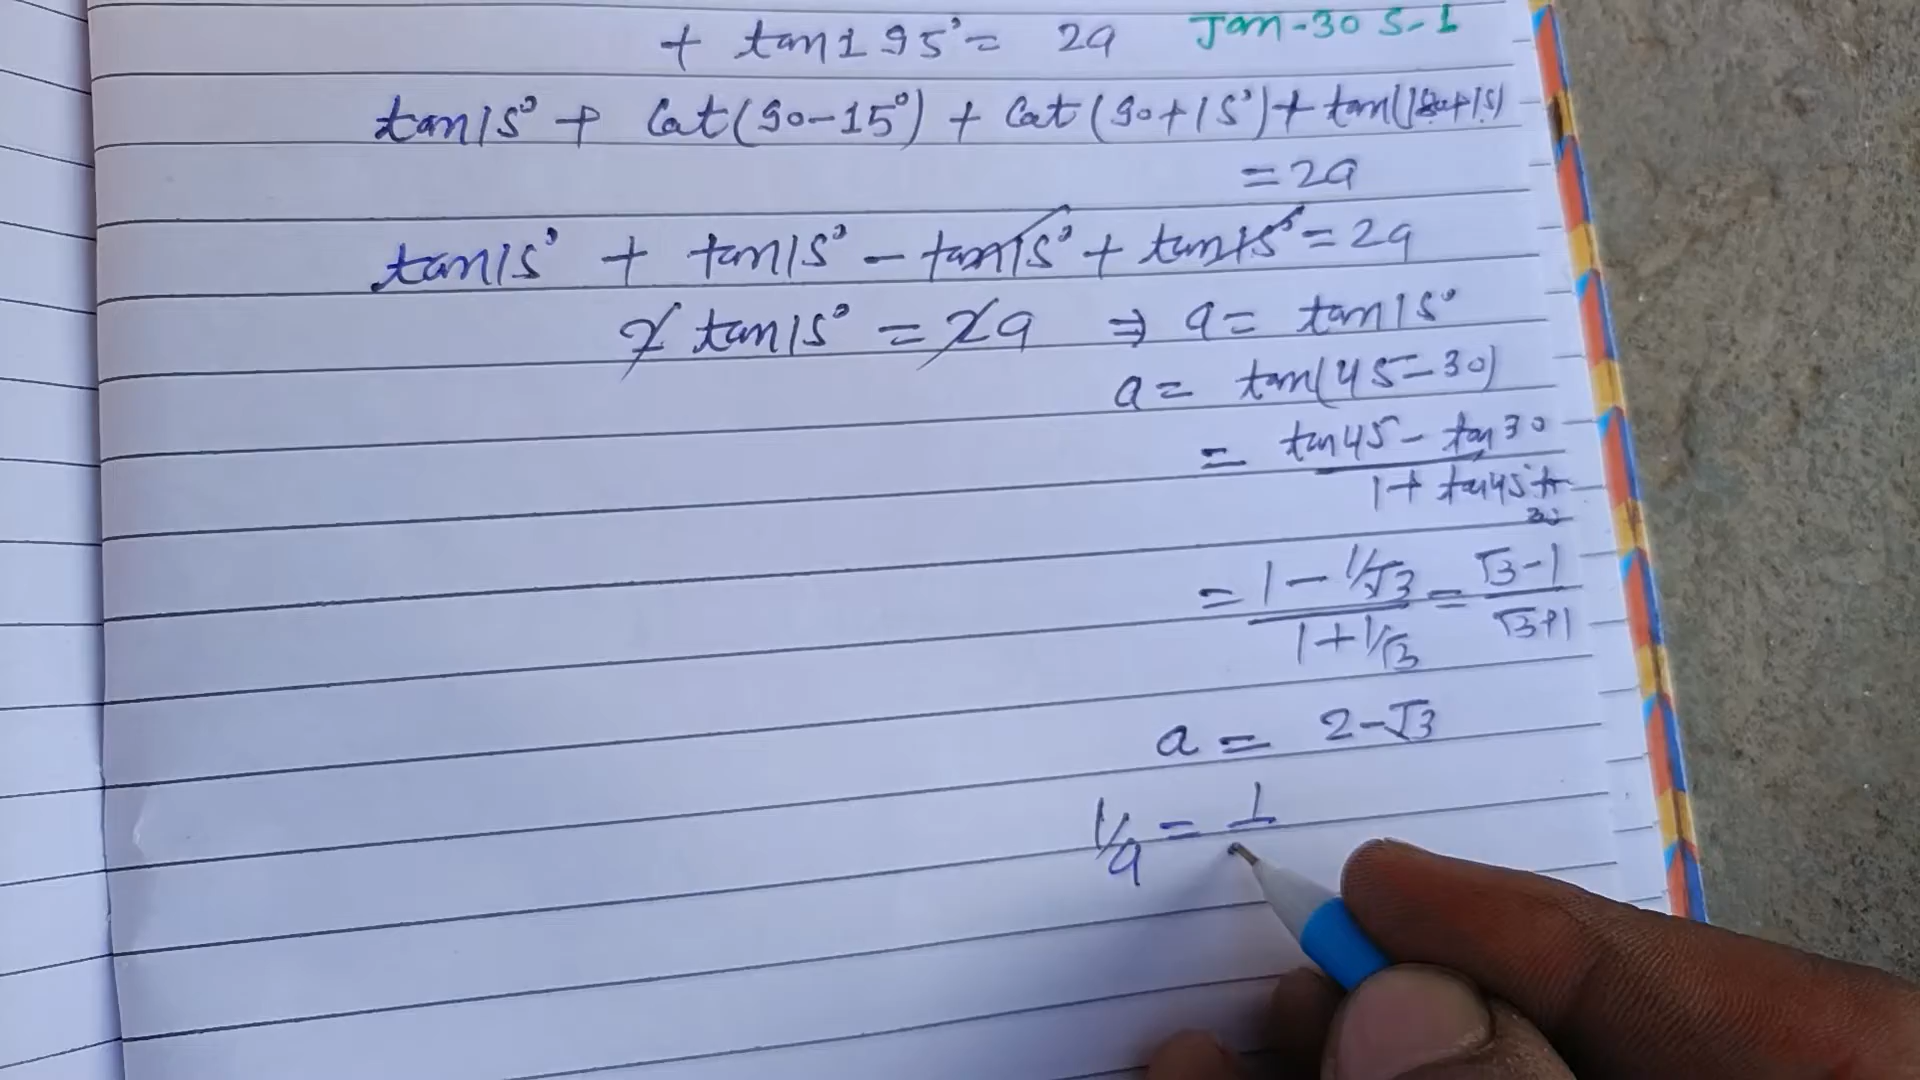 + tan195° = 2a Jan-30 S-1
tan15° + Cot(90-15°) + Cot(90+15°) + tan(180+15)
= 2a
tan15° + tan15° - tan15° + tan15° = 2a
2 tan15° = 2a ⇒ a = tan15°
a = tan(45-30)
= tan45 - tan30
1 + tan45 tan
30
= 1 - 1/√3 = √3-1
1 + 1/√3 √3+1
a = 2-√3
1/a = 1